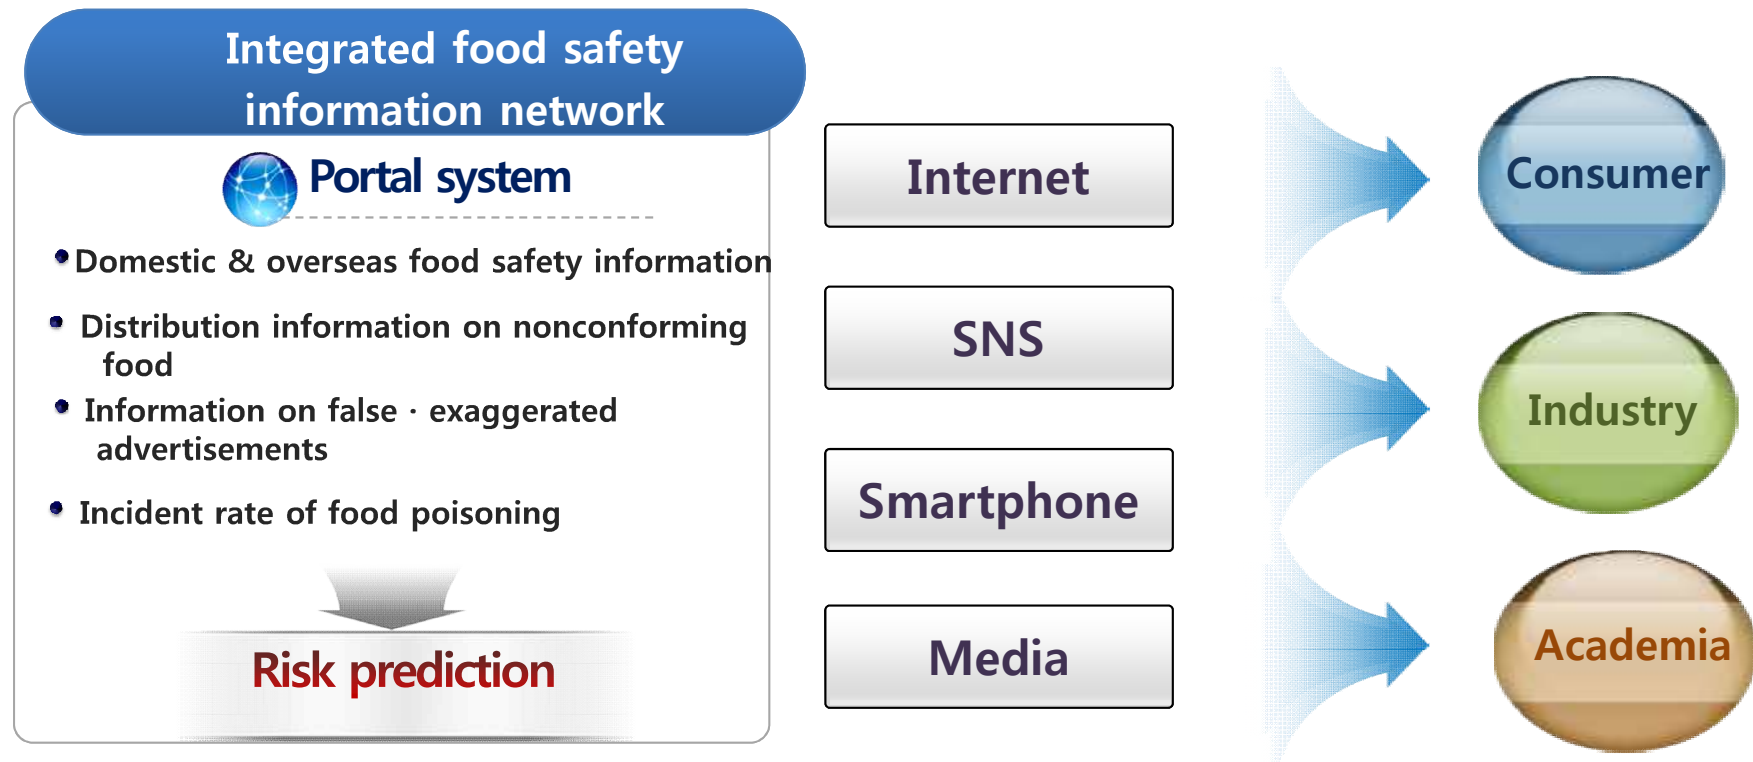 Integrated food safety
information network
Portal system
Domestic & overseas food safety information
Distribution information on nonconforming
food
Information on false · exaggerated
advertisements
Incident rate of food poisoning
Risk prediction
Internet
SNS
Smartphone
Media
Consumer
Industry
Academia